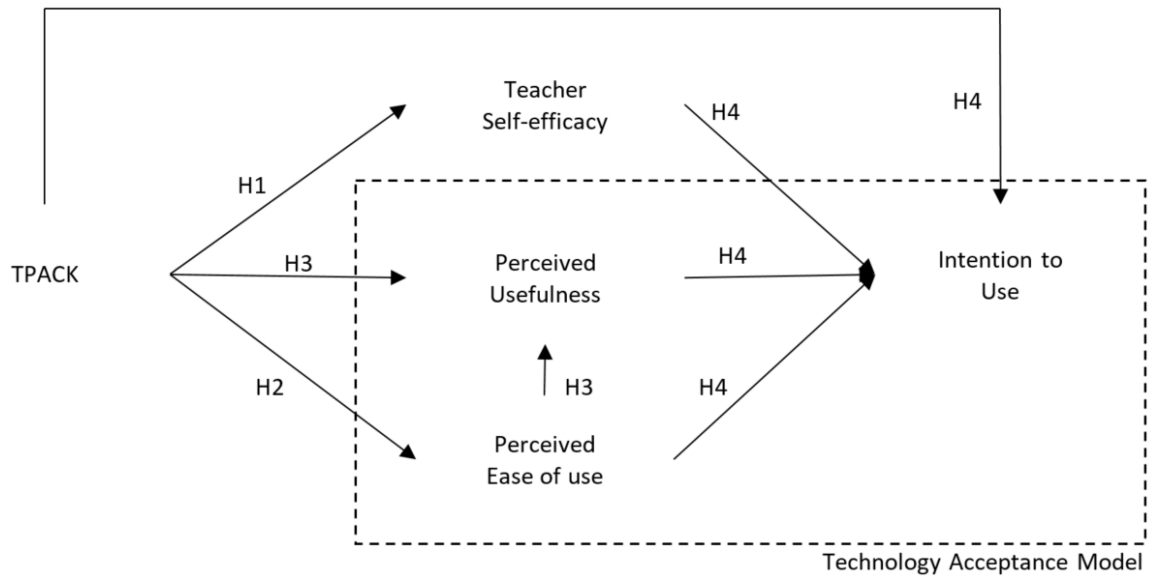 Teacher
Self-efficacy
H4
H4
H1
H3
H4
TPACK
Perceived
Usefulness
Intention to
Use
H2
H3
H4
Perceived
Ease of use
Technology Acceptance Model